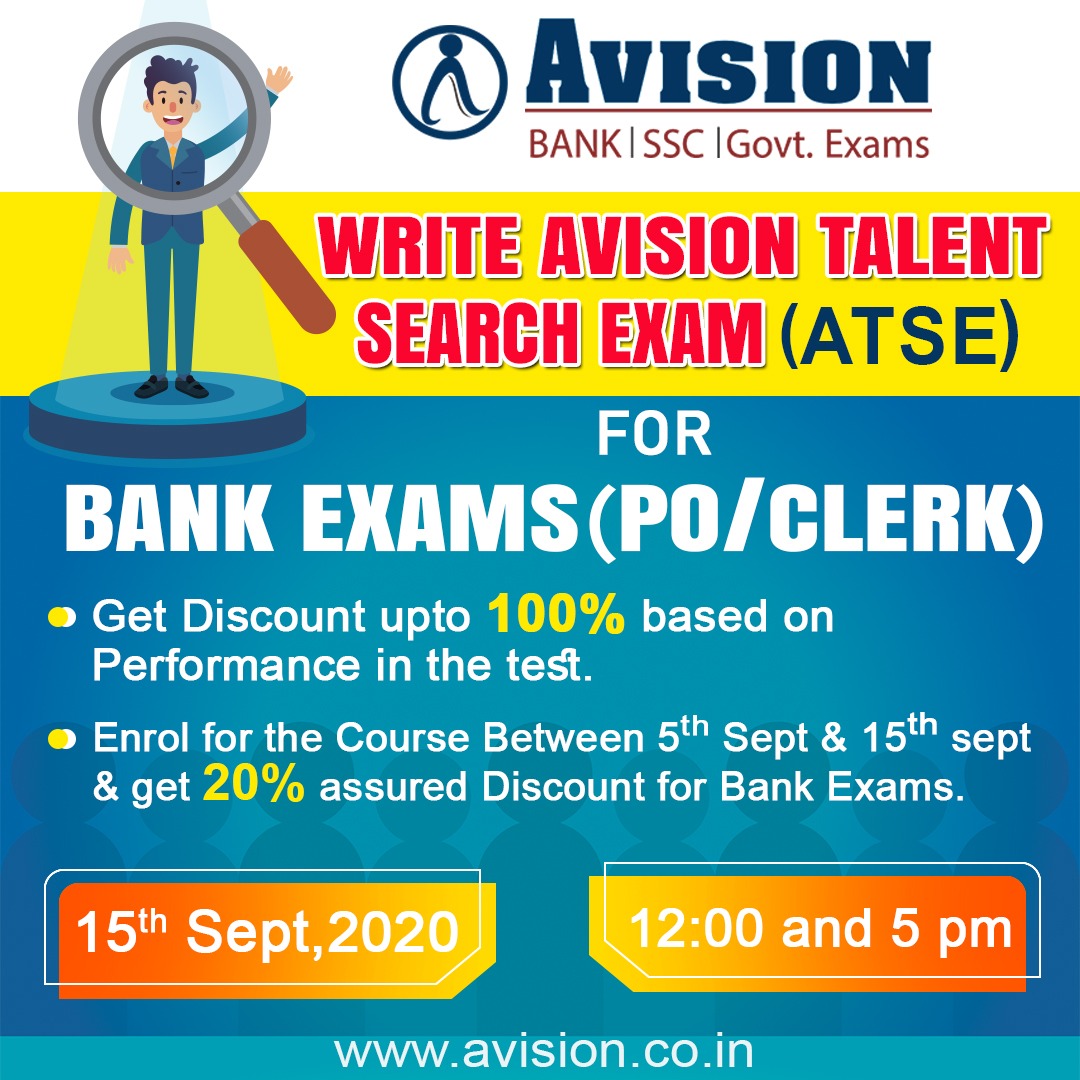 AVISION
BANK|SSC|Govt. Exams
WRITE AVISION TALENT
SEARCH EXAM (ATSE)
FOR
BANK EXAMS(PO/CLERK)
Get Discount upto 100% based on
Performance in the test.
Enrol for the Course Between 5th Sept & 15th sept
& get 20% assured Discount for Bank Exams.
15th Sept,2020
12:00 and 5 pm
www.avision.co.in